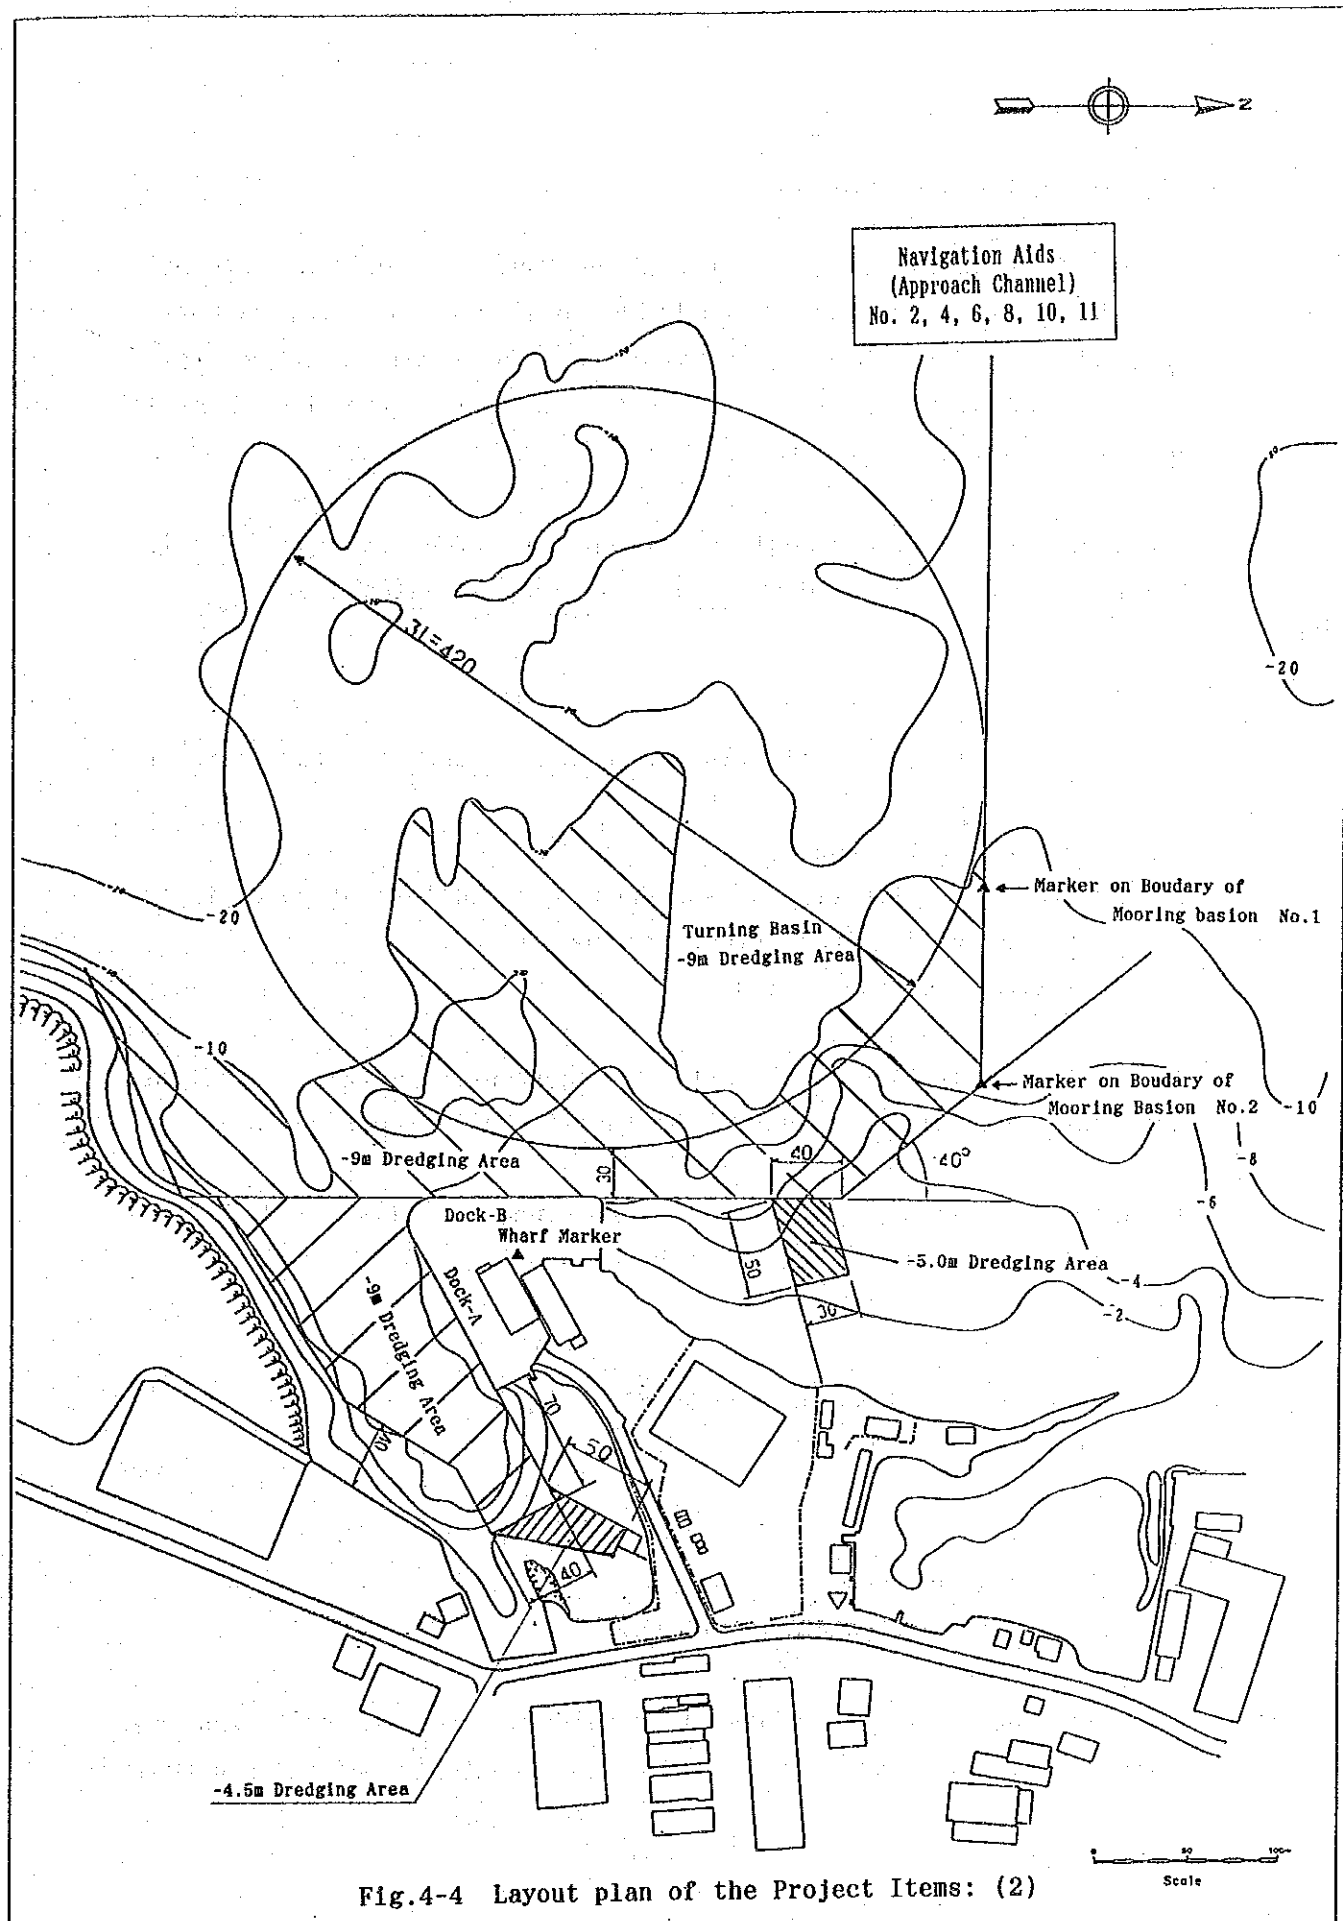 N
Navigation Aids
(Approach Channel)
No. 2, 4, 6, 8, 10, 11
3L=420
-20
Marker on Boudary of
Mooring basion No.1
-20
Turning Basin
-9m Dredging Area
-10
Marker on Boudary of
Mooring Basion No.2
-10
-9m Dredging Area
30
40
40°
-8
-6
Dock-B
Wharf Marker
50
-5.0m Dredging Area
-4
-9m Dredging Area
Dock-A
30
-2
70
40
50
40
-4.5m Dredging Area
0 50 100m
Scale
Fig.4-4 Layout plan of the Project Items: (2)